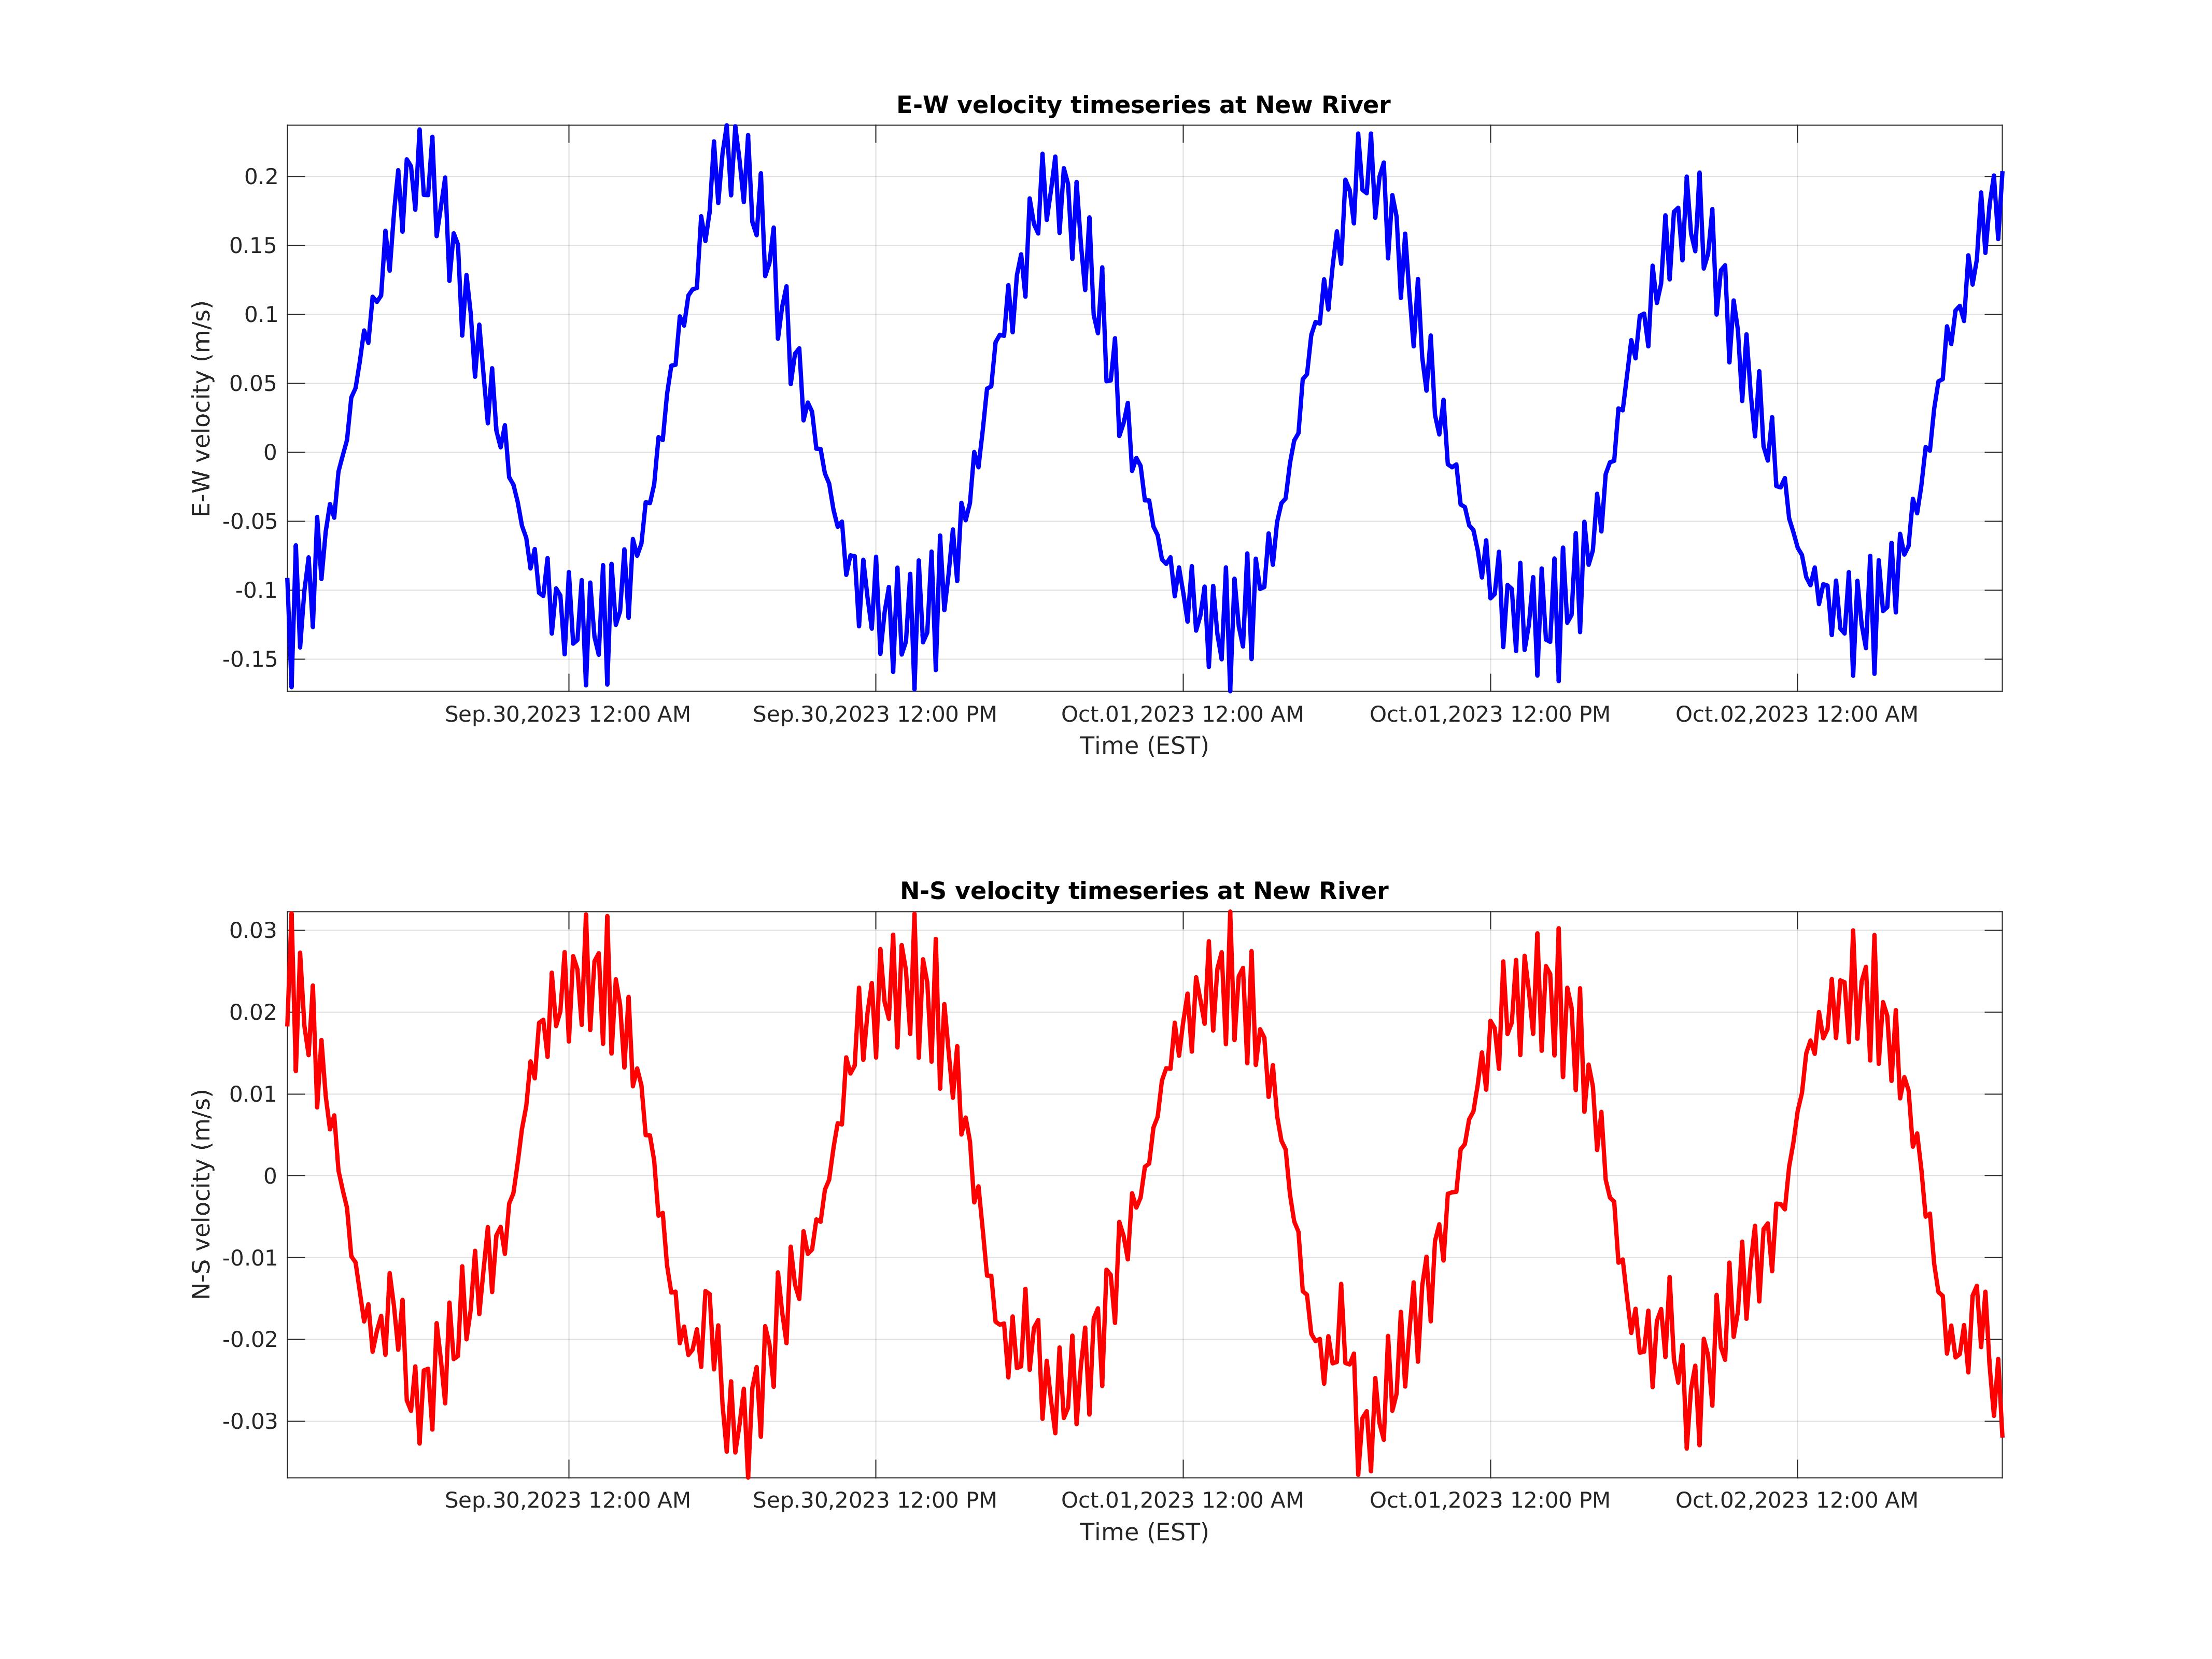 E-W velocity timeseries at New River
E-W velocity (m/s)
0.2
0.15
0.1
0.05
0
-0.05
-0.1
-0.15
Sep.30,2023 12:00 AM
Sep.30,2023 12:00 PM
Oct.01,2023 12:00 AM
Oct.01,2023 12:00 PM
Oct.02,2023 12:00 AM
Time (EST)
N-S velocity timeseries at New River
N-S velocity (m/s)
0.03
0.02
0.01
0
-0.01
-0.02
-0.03
Sep.30,2023 12:00 AM
Sep.30,2023 12:00 PM
Oct.01,2023 12:00 AM
Oct.01,2023 12:00 PM
Oct.02,2023 12:00 AM
Time (EST)